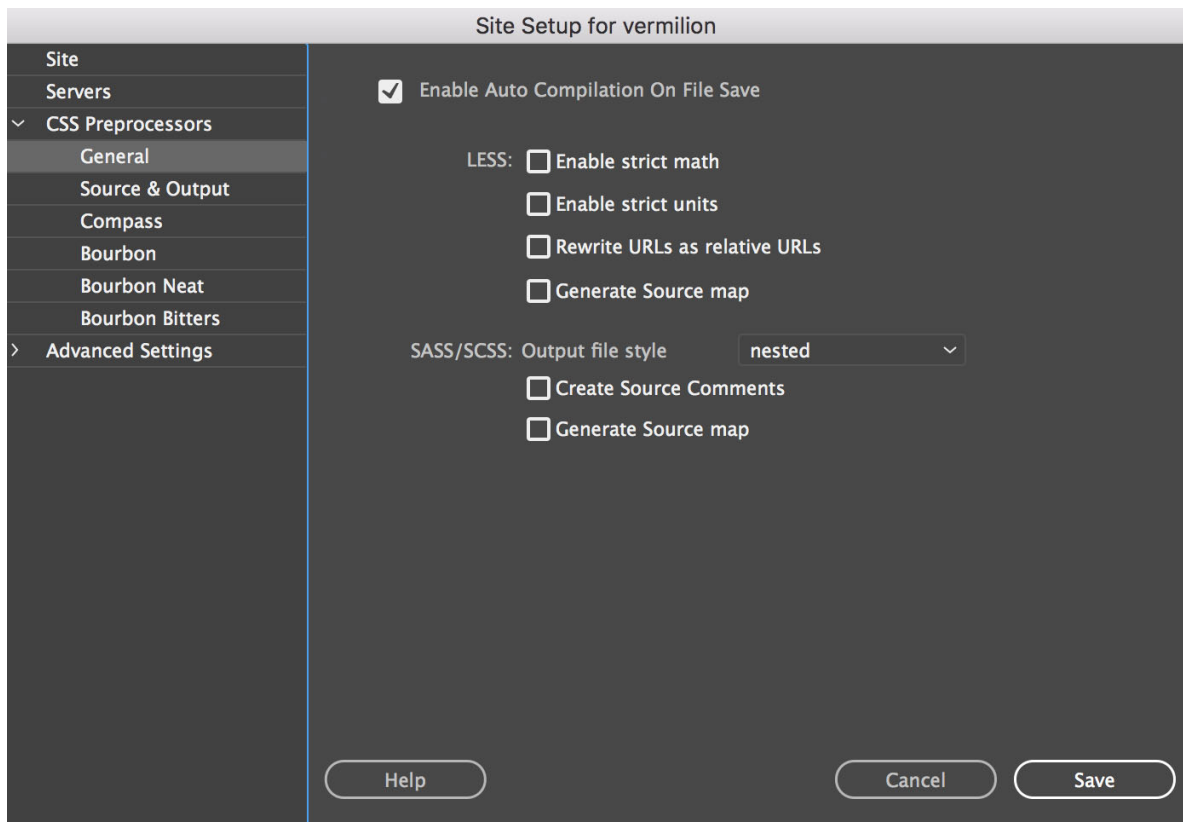 Site Setup for vermilion
Site
Servers
CSS Preprocessors
General
Source & Output
Compass
Bourbon
Bourbon Neat
Bourbon Bitters
Advanced Settings
Enable Auto Compilation On File Save
LESS: Enable strict math
Enable strict units
Rewrite URLs as relative URLs
Generate Source map
SASS/SCSS: Output file style nested
Create Source Comments
Generate Source map
Help Cancel Save